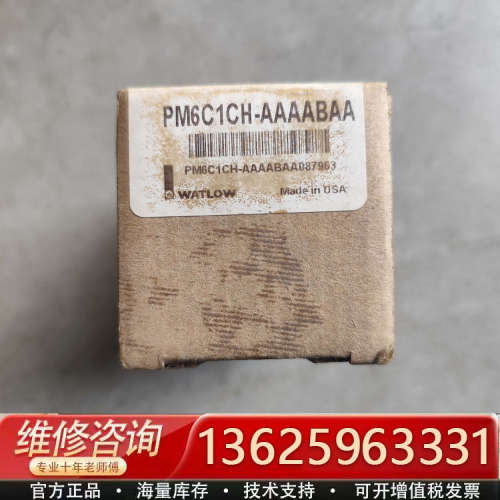 PM6C1CH-AAAABAA
PM6C1CH-AAAABAA087963
WATLOW Made in USA
维修咨询 13625963331
专业十年老师傅
官方正品 · 海量库存 · 技术支持 · 可开增值税发票